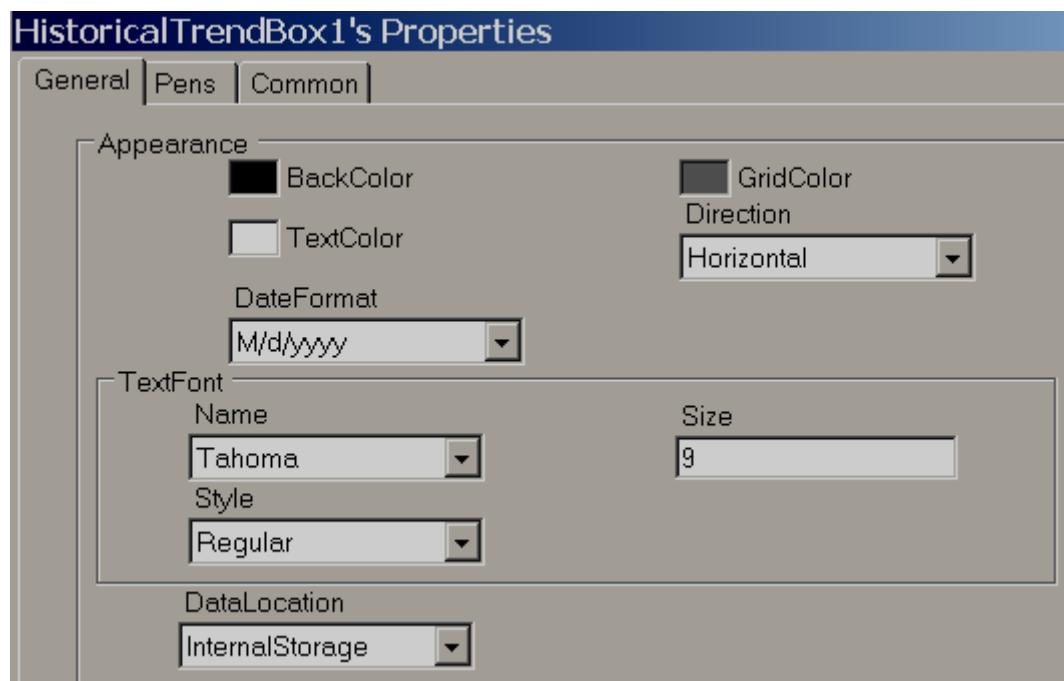 HistoricalTrendBox1's Properties
General Pens Common
Appearance
BackColor GridColor
TextColor Direction
Horizontal
DateFormat
M/d/yyyy
TextFont
Name Size
Tahoma 9
Style
Regular
DataLocation
InternalStorage